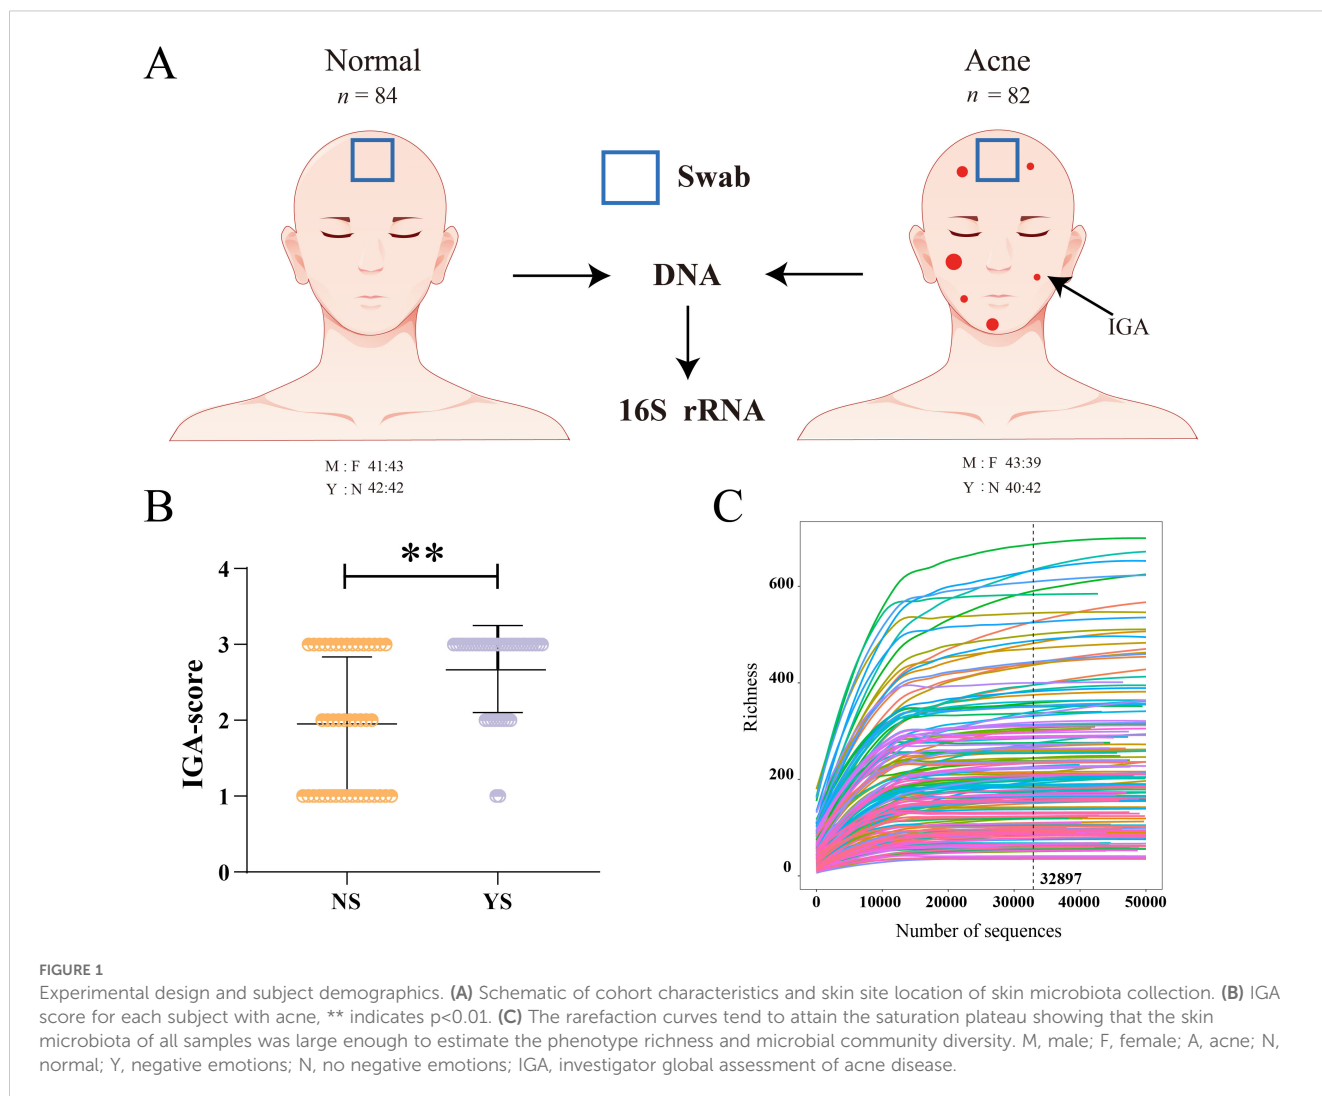 A
Normal
n = 84
Acne
n = 82
Swab
DNA
IGA
16S rRNA
M : F 41:43
Y : N 42:42
M : F 43:39
Y : N 40:42
B
**
4
3
2
1
0
IGA-score
NS
YS
C
600
400
200
0
Richness
32897
0 10000 20000 30000 40000 50000
Number of sequences
FIGURE 1
Experimental design and subject demographics. (A) Schematic of cohort characteristics and skin site location of skin microbiota collection. (B) IGA
score for each subject with acne, ** indicates p<0.01. (C) The rarefaction curves tend to attain the saturation plateau showing that the skin
microbiota of all samples was large enough to estimate the phenotype richness and microbial community diversity. M, male; F, female; A, acne; N,
normal; Y, negative emotions; N, no negative emotions; IGA, investigator global assessment of acne disease.